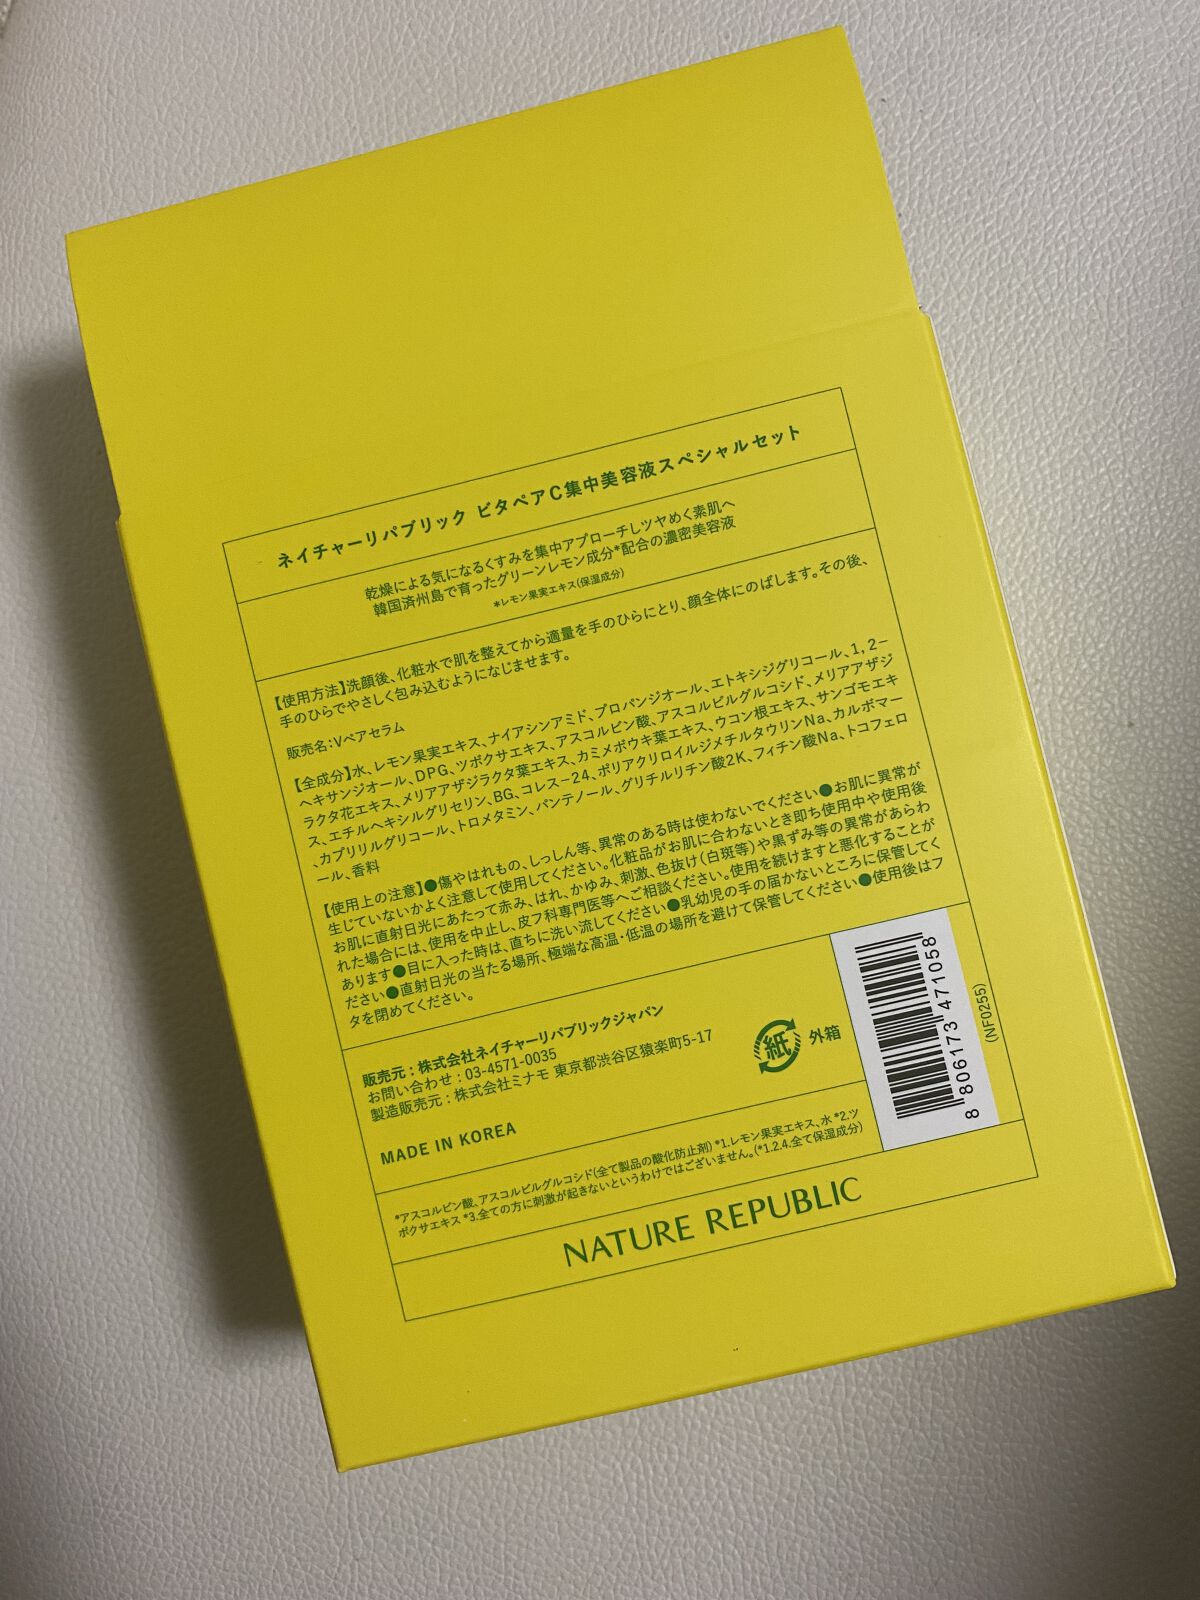 ネイチャーリパブリック ビタペアC集中美容液スペシャルセット
乾燥による気になるくすみを集中アプローチしツヤめく素肌へ
韓国済州島で育ったグリーンレモン成分*配合の濃密美容液
*レモン果実エキス(保湿成分)
【使用方法】洗顔後、化粧水で肌を整えてから適量を手のひらにとり、顔全体にのばします。その後、
手のひらでやさしく包み込むようになじませます。
販売名:Vペアセラム
【全成分】水、レモン果実エキス、ナイアシンアミド、プロパンジオール、エトキシジグリコール、1,2-
ヘキサンジオール、DPG、ツボクサエキス、アスコルビン酸、アスコルビルグルコシド、メリアアザジ
ラクタ花エキス、メリアアザジラクタ葉エキス、カミメボウキ葉エキス、ウコン根エキス、サンゴモエキ
ス、エチルヘキシルグリセリン、BG、コレス-24、ポリアクリロイルジメチルタウリンNa、カルボマー
、カプリリルグリコール、トロメタミン、パンテノール、グリチルリチン酸2K、フィチン酸Na、トコフェロ
ール、香料
【使用上の注意】●傷やはれもの、しっしん等、異常のある時は使わないでください●お肌に異常が
生じていないかよく注意して使用してください。化粧品がお肌に合わないとき即ち使用中や使用後
お肌に直射日光にあたって赤み、はれ、かゆみ、刺激、色抜け(白斑等)や黒ずみ等の異常があらわ
れた場合には、使用を中止し、皮フ科専門医等へご相談ください。使用を続けますと悪化することが
あります●目に入った時は、直ちに洗い流してください●乳幼児の手の届かないところに保管してく
ださい●直射日光の当たる場所、極端な高温・低温の場所を避けて保管してください●使用後はフ
タを閉めてください。
販売元:株式会社ネイチャーリパブリックジャパン
お問い合わせ:03-4571-0035
製造販売元:株式会社ミナモ 東京都渋谷区猿楽町5-17
MADE IN KOREA
紙 外箱
8 806173 471058
(NF0255)
*アスコルビン酸、アスコルビルグルコシド(全て製品の酸化防止剤) *1.レモン果実エキス、水 *2.ツ
ボクサエキス *3.全ての方に刺激が起きないというわけではございません。(*1.2.4.全て保湿成分)
NATURE REPUBLIC